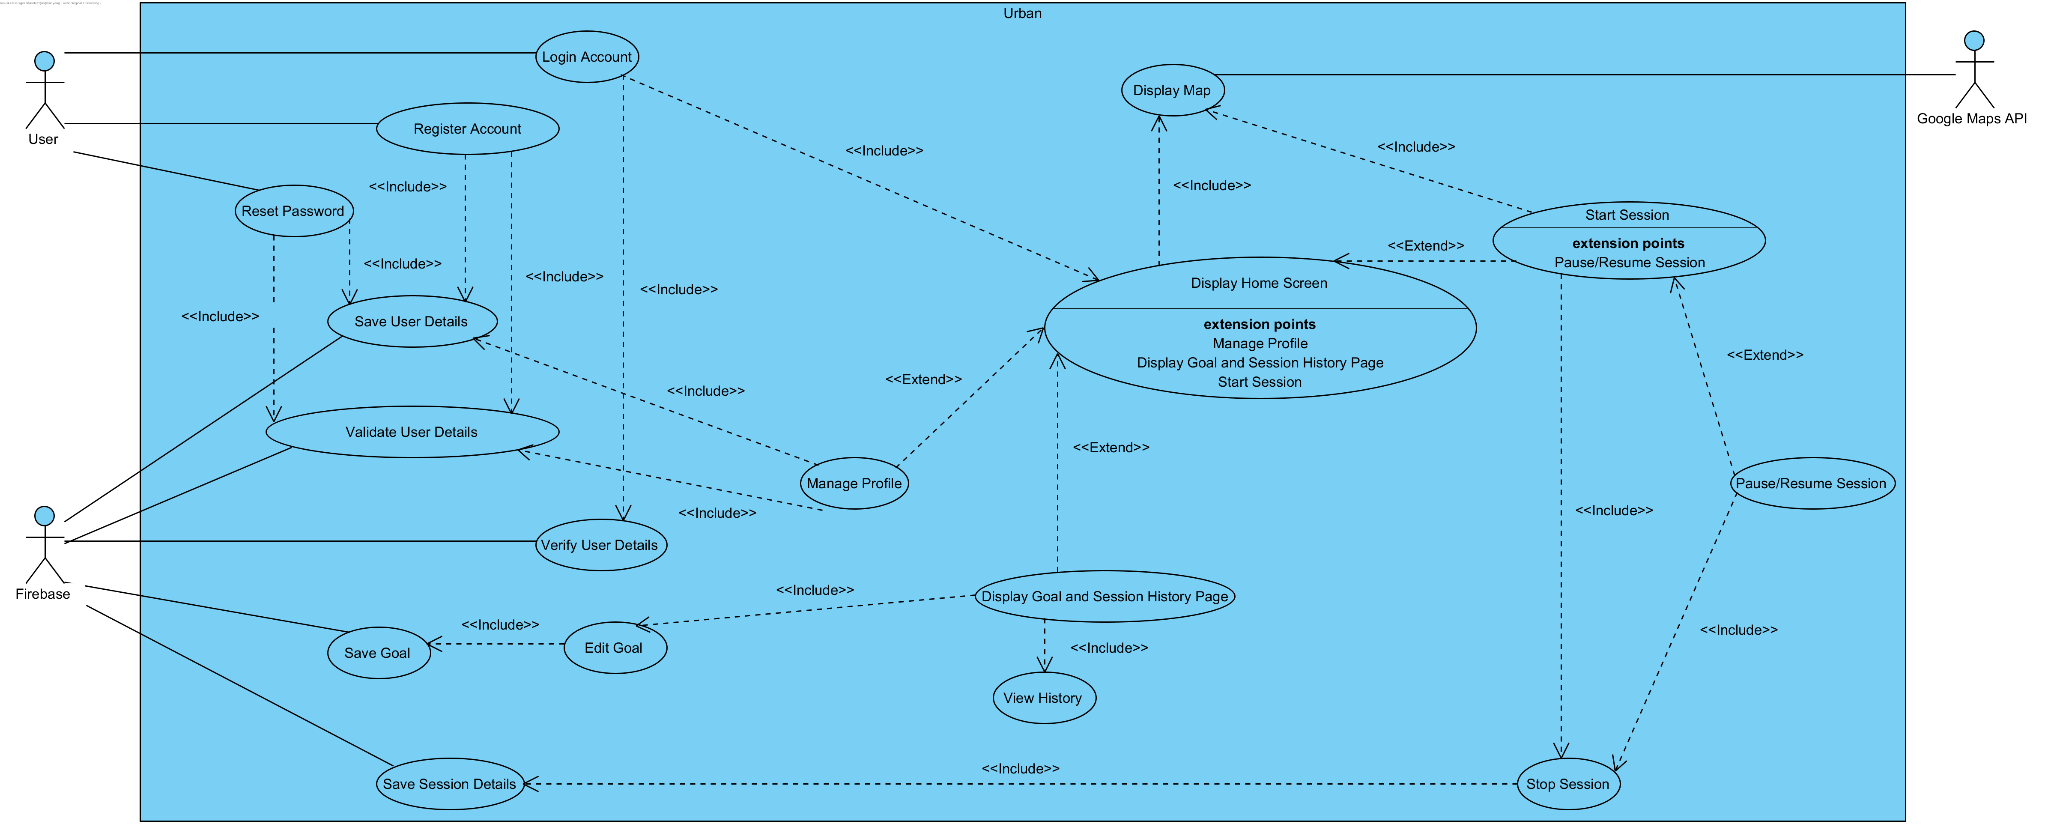 Urban
Login Account
Display Map
User
Register Account
Google Maps API
<<Include>>
<<Include>>
<<Include>>
<<Include>>
Reset Password
Start Session
extension points
Pause/Resume Session
<<Extend>>
<<Include>>
<<Include>>
<<Include>>
Display Home Screen
extension points
Manage Profile
Display Goal and Session History Page
Start Session
<<Include>>
Save User Details
<<Extend>>
<<Extend>>
<<Include>>
Validate User Details
<<Extend>>
Manage Profile
Pause/Resume Session
<<Include>>
<<Include>>
Verify User Details
Firebase
<<Include>>
Display Goal and Session History Page
<<Include>>
<<Include>>
Save Goal
Edit Goal
<<Include>>
View History
<<Include>>
Save Session Details
Stop Session